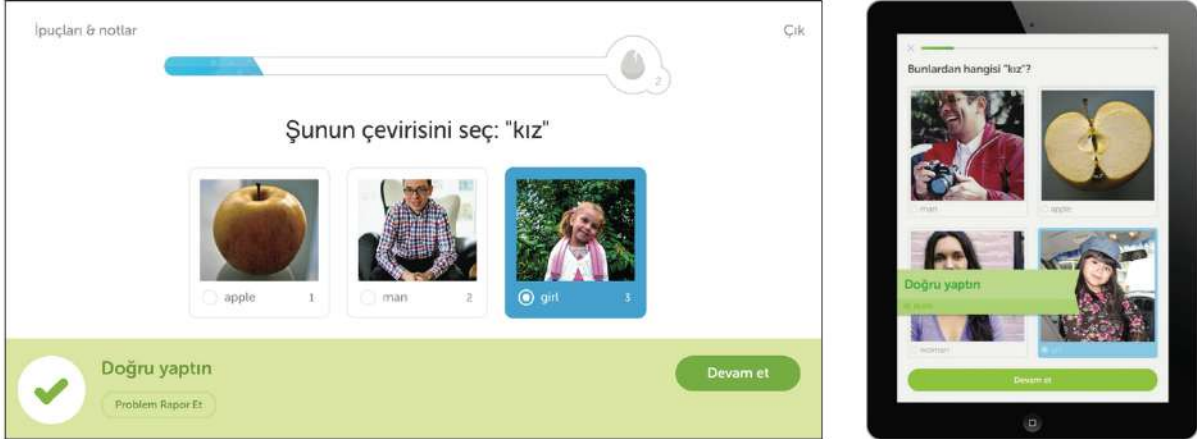 İpuçları & notlar
Çık
2
Şunun çevirisini seç: "kız"
apple 1
man 2
girl 3
Doğru yaptın
Problem Rapor Et
Devam et
Bunlardan hangisi "kız"?
man
apple
Doğru yaptın
woman
girl
Devam et